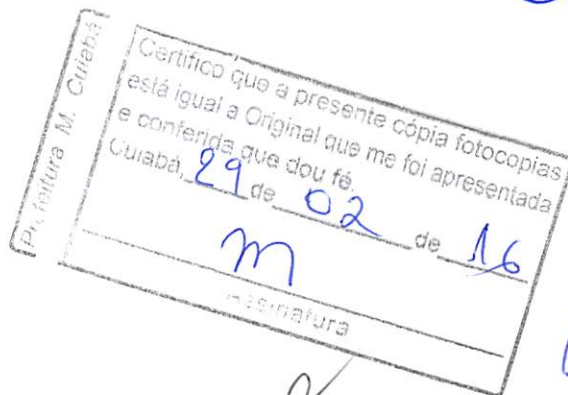 Prefeitura M. Cuiabá
Certifico que a presente cópia fotocopias
está igual a Original que me foi apresentada
e conferida que dou fé.
Cuiabá, 29 de 02 de 16
m
Assinatura